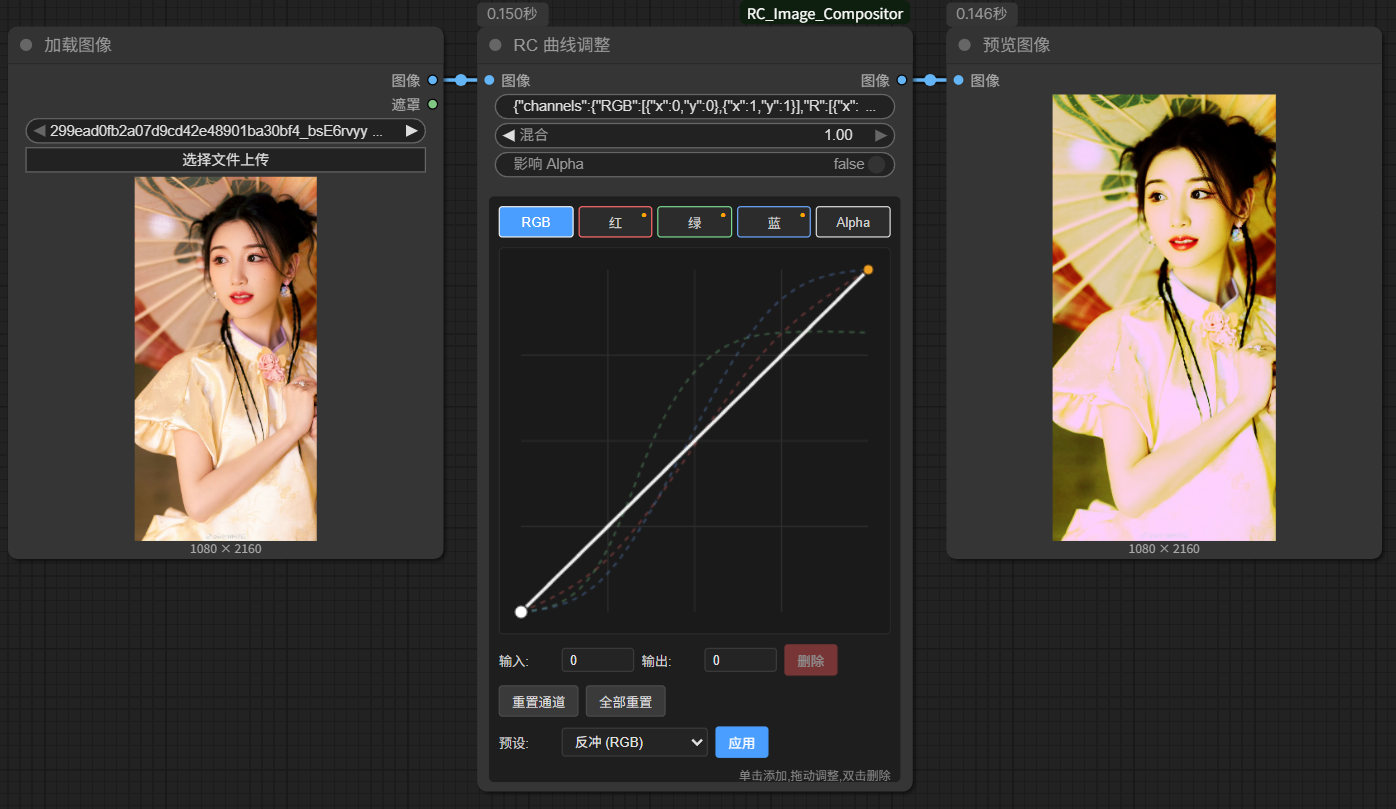 0.150秒
RC_Image_Compositor
0.146秒
加载图像
RC 曲线调整
预览图像
图像
图像
图像
图像
遮罩
299ead0fb2a07d9cd42e48901ba30bf4_bsE6rvyy ...
选择文件上传
1080 × 2160
{"channels":{"RGB":[{"x":0,"y":0},{"x":1,"y":1}],"R":[{"x": ...
混合
1.00
影响 Alpha
false
RGB
红
绿
蓝
Alpha
输入:
0
输出:
0
删除
重置通道
全部重置
预设:
反冲 (RGB)
应用
单击添加,拖动调整,双击删除
1080 × 2160